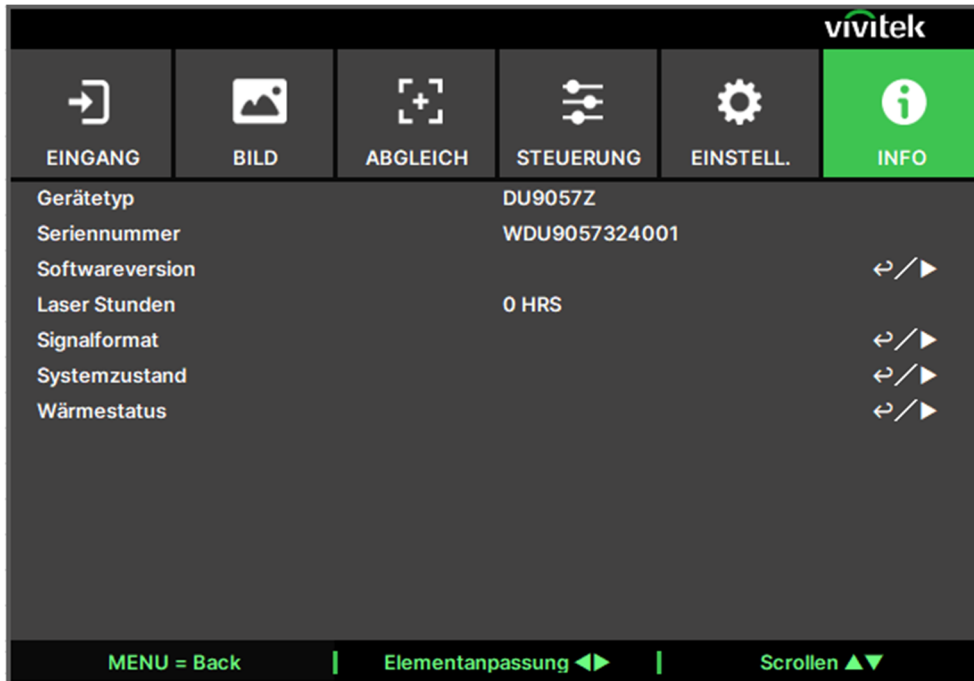 vivitek
EINGANG BILD ABGLEICH STEUERUNG EINSTELL. INFO
Gerätetyp DU9057Z
Seriennummer WDU9057324001
Softwareversion
Laser Stunden 0 HRS
Signalformat
Systemzustand
Wärmestatus
MENU = Back | Elementanpassung ◀▶ | Scrollen ▲▼